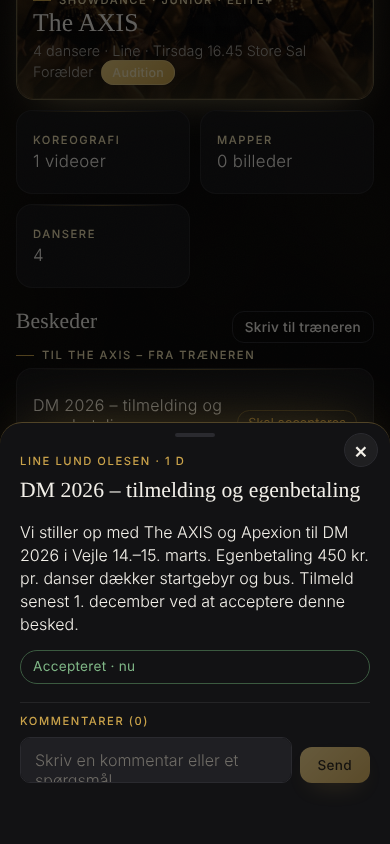 SHOWDANCE · JUNIOR · ELITE+
The AXIS
4 dansere · Line · Tirsdag 16.45 Store Sal
Forælder Audition
KOREOGRAFI
1 videoer
MAPPER
0 billeder
DANSERE
4
Beskeder
Skriv til træneren
TIL THE AXIS – FRA TRÆNEREN
DM 2026 – tilmelding og
Skal accepteres
LINE LUND OLESEN · 1 D
DM 2026 – tilmelding og egenbetaling
Vi stiller op med The AXIS og Apexion til DM
2026 i Vejle 14.–15. marts. Egenbetaling 450 kr.
pr. danser dækker startgebyr og bus. Tilmeld
senest 1. december ved at acceptere denne
besked.
Accepteret · nu
KOMMENTARER (0)
Skriv en kommentar eller et
spørgsmål
Send